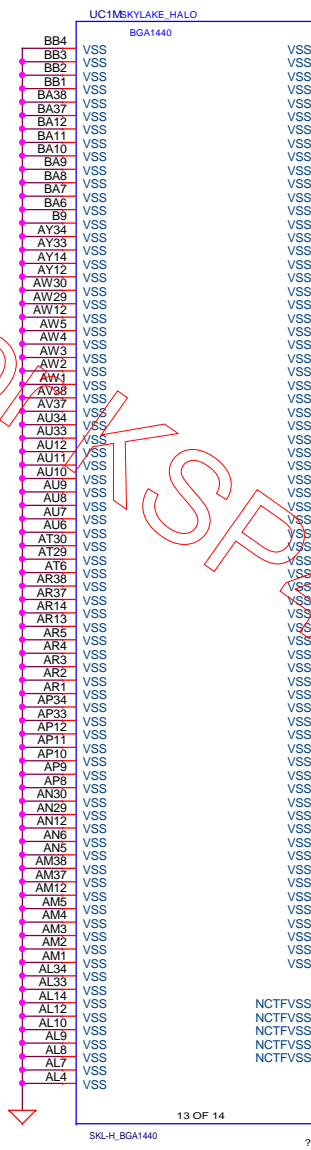 UC1M SKYLAKE_HALO
BGA1440
BB4 VSS VSS
BB3 VSS VSS
BB2 VSS VSS
BB1 VSS VSS
BA38 VSS VSS
BA37 VSS VSS
BA12 VSS VSS
BA11 VSS VSS
BA10 VSS VSS
BA9 VSS VSS
BA8 VSS VSS
BA7 VSS VSS
BA6 VSS VSS
B9 VSS VSS
AY34 VSS VSS
AY33 VSS VSS
AY14 VSS VSS
AY12 VSS VSS
AW30 VSS VSS
AW29 VSS VSS
AW12 VSS VSS
AW5 VSS VSS
AW4 VSS VSS
AW3 VSS VSS
AW2 VSS VSS
AW1 VSS VSS
AV38 VSS VSS
AV37 VSS VSS
AU34 VSS VSS
AU33 VSS VSS
AU12 VSS VSS
AU11 VSS VSS
AU10 VSS VSS
AU9 VSS VSS
AU8 VSS VSS
AU7 VSS VSS
AU6 VSS VSS
AT30 VSS VSS
AT29 VSS VSS
AT6 VSS VSS
AR38 VSS VSS
AR37 VSS VSS
AR14 VSS VSS
AR13 VSS VSS
AR5 VSS VSS
AR4 VSS VSS
AR3 VSS VSS
AR2 VSS VSS
AR1 VSS VSS
AP34 VSS VSS
AP33 VSS VSS
AP12 VSS VSS
AP11 VSS VSS
AP10 VSS VSS
AP9 VSS VSS
AP8 VSS VSS
AN30 VSS VSS
AN29 VSS VSS
AN12 VSS VSS
AN6 VSS VSS
AN5 VSS VSS
AM38 VSS VSS
AM37 VSS VSS
AM12 VSS VSS
AM5 VSS VSS
AM4 VSS VSS
AM3 VSS VSS
AM2 VSS VSS
AM1 VSS VSS
AL34 VSS
AL33 VSS
AL14 VSS NCTFVSS
AL12 VSS NCTFVSS
AL10 VSS NCTFVSS
AL9 VSS NCTFVSS
AL8 VSS NCTFVSS
AL7 VSS
AL4 VSS
13 OF 14
SKL-H_BGA1440
?